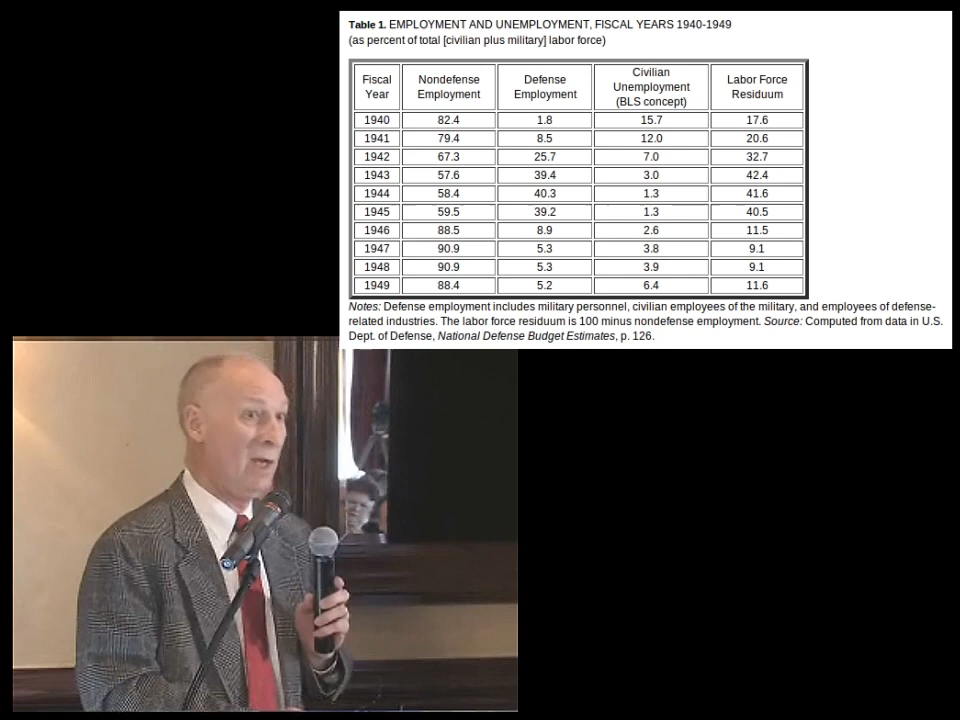 Table 1. EMPLOYMENT AND UNEMPLOYMENT, FISCAL YEARS 1940-1949
(as percent of total [civilian plus military] labor force)
Fiscal Year Nondefense Employment Defense Employment Civilian Unemployment (BLS concept) Labor Force Residuum
1940 82.4 1.8 15.7 17.6
1941 79.4 8.5 12.0 20.6
1942 67.3 25.7 7.0 32.7
1943 57.6 39.4 3.0 42.4
1944 58.4 40.3 1.3 41.6
1945 59.5 39.2 1.3 40.5
1946 88.5 8.9 2.6 11.5
1947 90.9 5.3 3.8 9.1
1948 90.9 5.3 3.9 9.1
1949 88.4 5.2 6.4 11.6
Notes: Defense employment includes military personnel, civilian employees of the military, and employees of defense-
related industries. The labor force residuum is 100 minus nondefense employment. Source: Computed from data in U.S.
Dept. of Defense, National Defense Budget Estimates, p. 126.